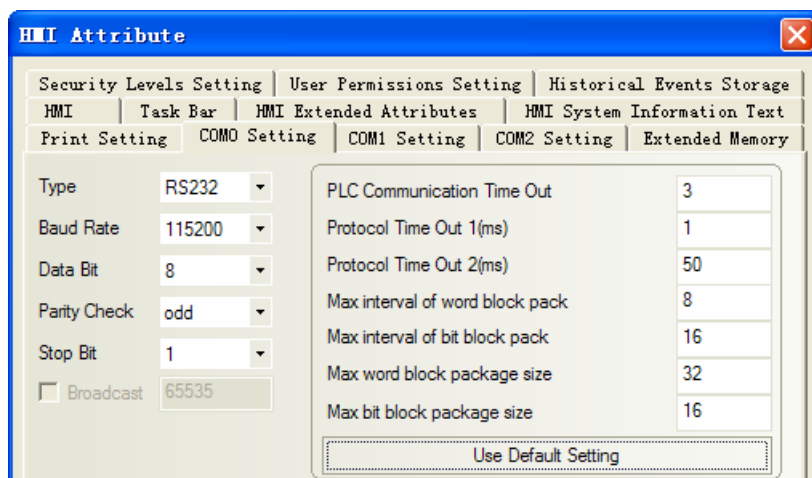 HMI Attribute
Security Levels Setting User Permissions Setting Historical Events Storage
HMI Task Bar HMI Extended Attributes HMI System Information Text
Print Setting COM0 Setting COM1 Setting COM2 Setting Extended Memory
Type RS232
Baud Rate 115200
Data Bit 8
Parity Check odd
Stop Bit 1
Broadcast 65535
PLC Communication Time Out 3
Protocol Time Out 1(ms) 1
Protocol Time Out 2(ms) 50
Max interval of word block pack 8
Max interval of bit block pack 16
Max word block package size 32
Max bit block package size 16
Use Default Setting